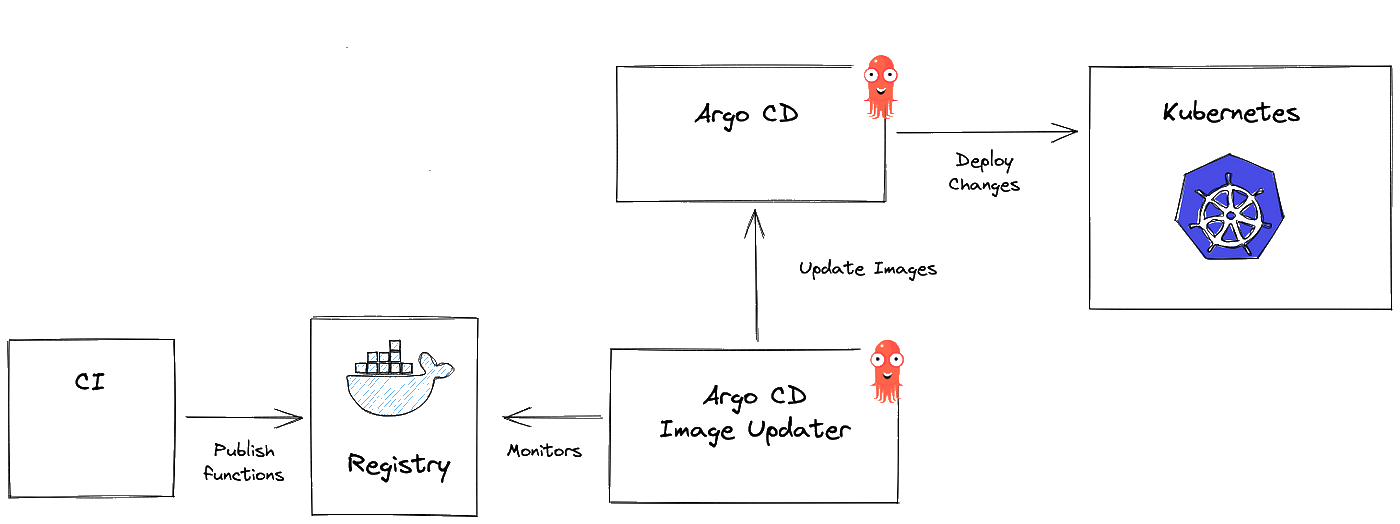 Argo CD
Kubernetes
Deploy
Changes
Update Images
CI
Publish
functions
Registry
Monitors
Argo CD
Image Updater